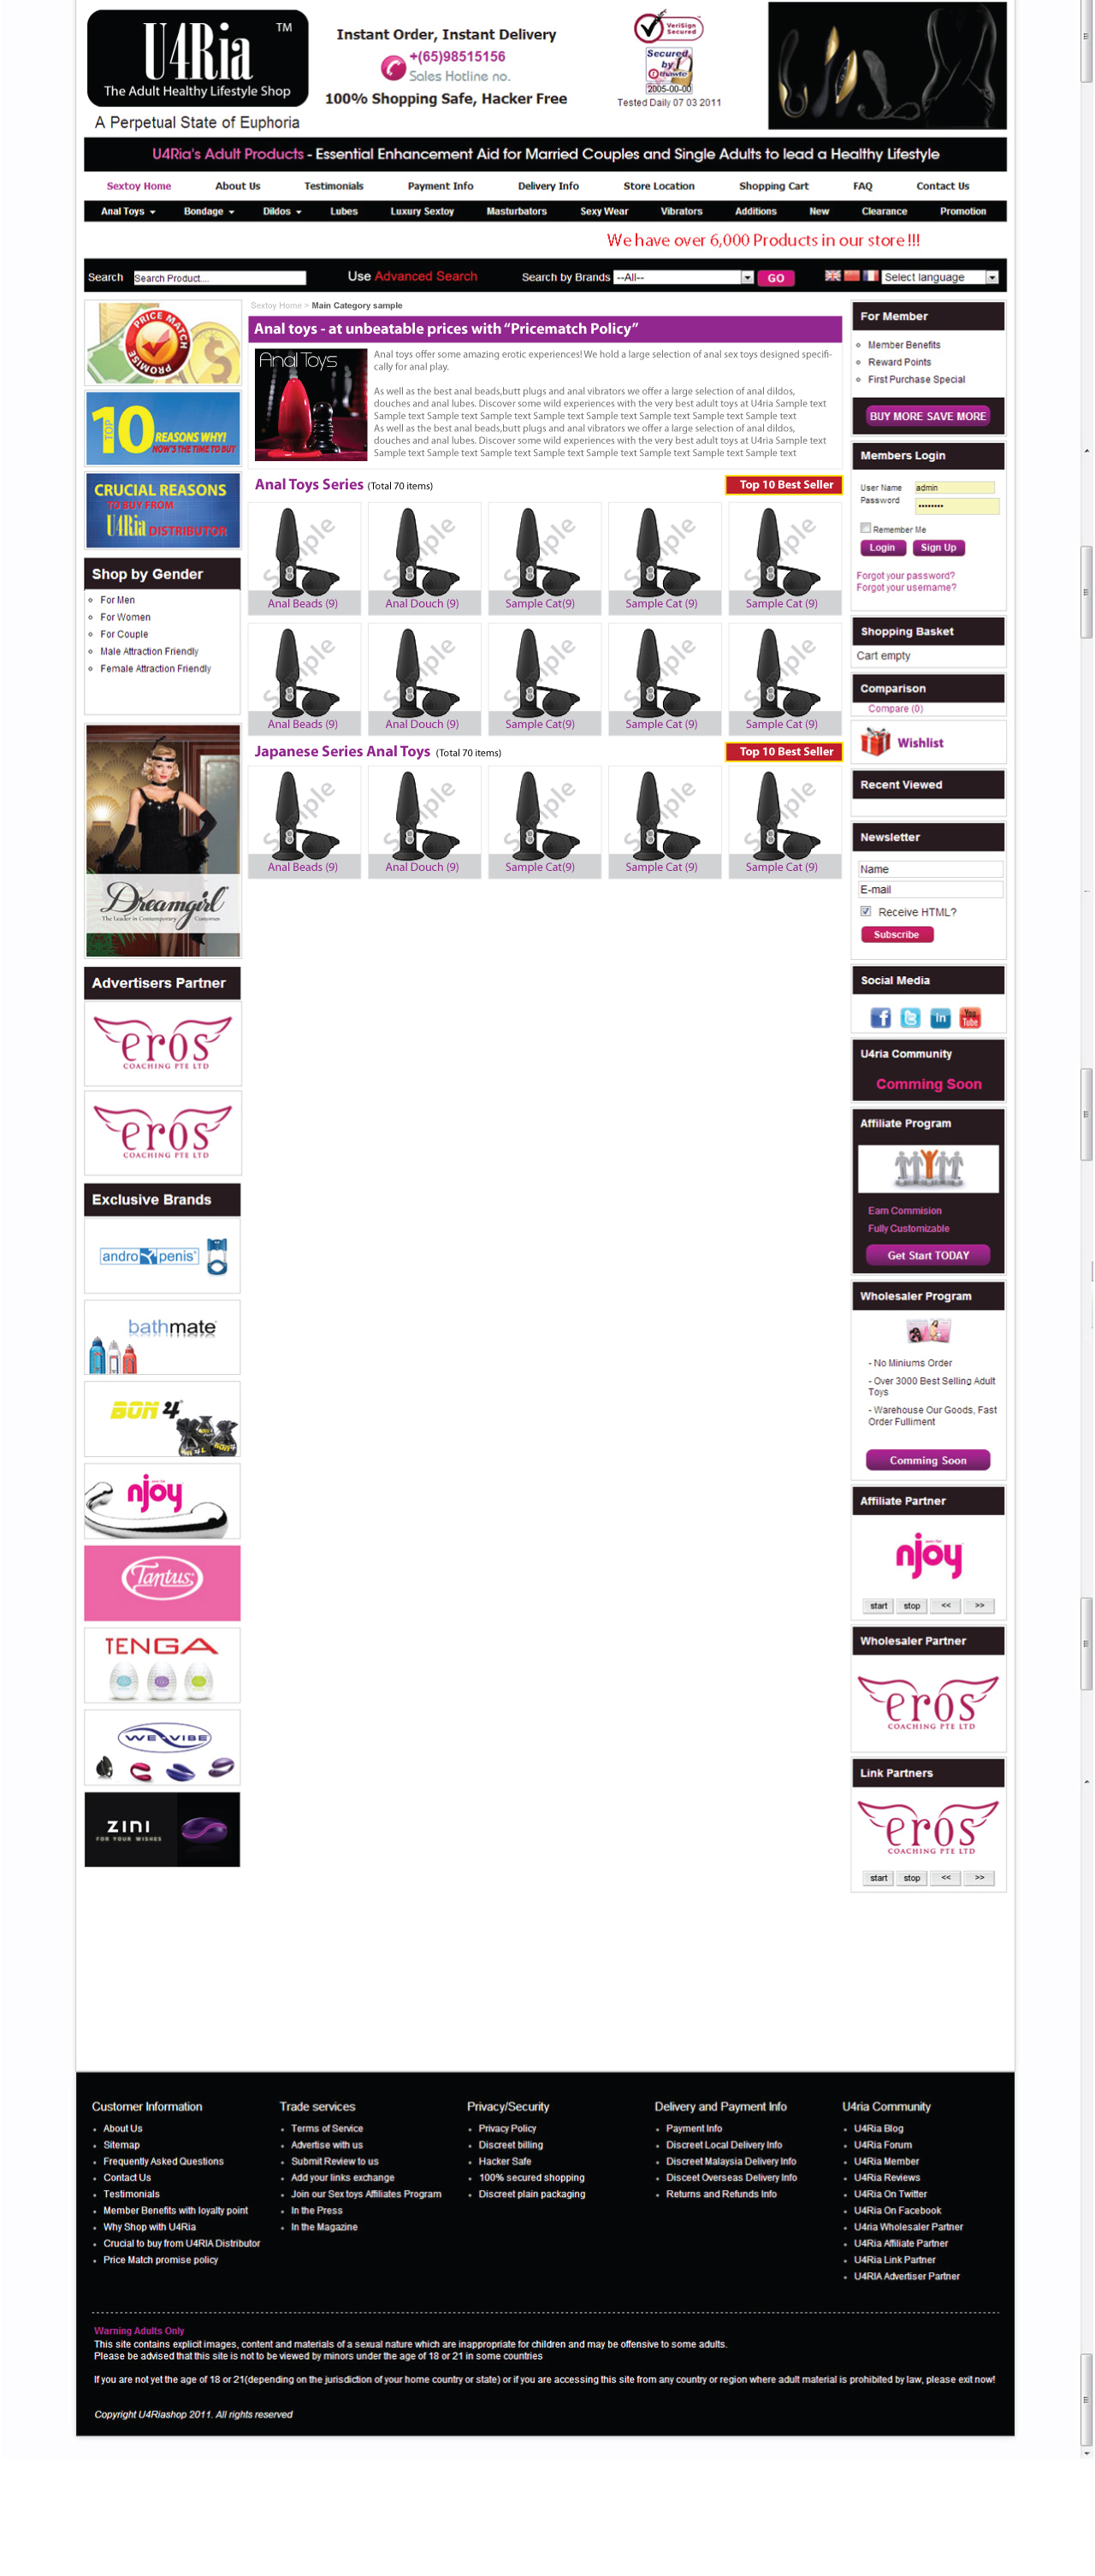 U4Ria TM
The Adult Healthy Lifestyle Shop
A Perpetual State of Euphoria
Instant Order, Instant Delivery
+(65)98515156
Sales Hotline no.
100% Shopping Safe, Hacker Free
VeriSign
Secured
Secured
by
thawte
2005-00-00
Tested Daily 07 03 2011
U4Ria's Adult Products - Essential Enhancement Aid for Married Couples and Single Adults to lead a Healthy Lifestyle
Sextoy Home About Us Testimonials Payment Info Delivery Info Store Location Shopping Cart FAQ Contact Us
Anal Toys Bondage Dildos Lubes Luxury Sextoy Masturbators Sexy Wear Vibrators Additions New Clearance Promotion
We have over 6,000 Products in our store !!!
Search Search Product.... Use Advanced Search Search by Brands --All-- GO Select language
PRICE MATCH
PROMISE
TOP 10 REASONS WHY!
NOW'S THE TIME TO BUY
CRUCIAL REASONS
TO BUY FROM
U4Ria DISTRIBUTOR
Shop by Gender
For Men
For Women
For Couple
Male Attraction Friendly
Female Attraction Friendly
Dreamgirl
The Leader in Contemporary Costumes
Advertisers Partner
eros
COACHING PTE LTD
eros
COACHING PTE LTD
Exclusive Brands
andro penis
bathmate
BON4
njoy
Tantus
TENGA
WE-VIBE
ZINI
FOR YOUR WISHES
Sextoy Home > Main Category sample
Anal toys - at unbeatable prices with “Pricematch Policy”
Anal Toys
Anal toys offer some amazing erotic experiences! We hold a large selection of anal sex toys designed specifi-
cally for anal play.
As well as the best anal beads,butt plugs and anal vibrators we offer a large selection of anal dildos,
douches and anal lubes. Discover some wild experiences with the very best adult toys at U4ria Sample text
Sample text Sample text Sample text Sample text Sample text Sample text Sample text Sample text
As well as the best anal beads,butt plugs and anal vibrators we offer a large selection of anal dildos,
douches and anal lubes. Discover some wild experiences with the very best adult toys at U4ria Sample text
Sample text Sample text Sample text Sample text Sample text Sample text Sample text Sample text
Anal Toys Series (Total 70 items) Top 10 Best Seller
Sample Sample Sample Sample Sample
Anal Beads (9) Anal Douch (9) Sample Cat(9) Sample Cat (9) Sample Cat (9)
Sample Sample Sample Sample Sample
Anal Beads (9) Anal Douch (9) Sample Cat(9) Sample Cat (9) Sample Cat (9)
Japanese Series Anal Toys (Total 70 items) Top 10 Best Seller
Sample Sample Sample Sample Sample
Anal Beads (9) Anal Douch (9) Sample Cat(9) Sample Cat (9) Sample Cat (9)
For Member
Member Benefits
Reward Points
First Purchase Special
BUY MORE SAVE MORE
Members Login
User Name admin
Password ••••••••
Remember Me
Login Sign Up
Forgot your password?
Forgot your username?
Shopping Basket
Cart empty
Comparison
Compare (0)
Wishlist
Recent Viewed
Newsletter
Name
E-mail
Receive HTML?
Subscribe
Social Media
f t in You Tube
U4ria Community
Comming Soon
Affiliate Program
Earn Commision
Fully Customizable
Get Start TODAY
Wholesaler Program
- No Miniums Order
- Over 3000 Best Selling Adult
Toys
- Warehouse Our Goods, Fast
Order Fulliment
Comming Soon
Affiliate Partner
njoy
start stop << >>
Wholesaler Partner
eros
COACHING PTE LTD
Link Partners
eros
COACHING PTE LTD
start stop << >>
Customer Information
About Us
Sitemap
Frequently Asked Questions
Contact Us
Testimonials
Member Benefits with loyalty point
Why Shop with U4Ria
Crucial to buy from U4RIA Distributor
Price Match promise policy
Trade services
Terms of Service
Advertise with us
Submit Review to us
Add your links exchange
Join our Sex toys Affiliates Program
In the Press
In the Magazine
Privacy/Security
Privacy Policy
Discreet billing
Hacker Safe
100% secured shopping
Discreet plain packaging
Delivery and Payment Info
Payment Info
Discreet Local Delivery Info
Discreet Malaysia Delivery Info
Disceet Overseas Delivery Info
Returns and Refunds Info
U4ria Community
U4Ria Blog
U4Ria Forum
U4Ria Member
U4Ria Reviews
U4Ria On Twitter
U4Ria On Facebook
U4ria Wholesaler Partner
U4Ria Affiliate Partner
U4Ria Link Partner
U4RIA Advertiser Partner
Warning Adults Only
This site contains explicit images, content and materials of a sexual nature which are inappropriate for children and may be offensive to some adults.
Please be advised that this site is not to be viewed by minors under the age of 18 or 21 in some countries
If you are not yet the age of 18 or 21(depending on the jurisdiction of your home country or state) or if you are accessing this site from any country or region where adult material is prohibited by law, please exit now!
Copyright U4Riashop 2011. All rights reserved